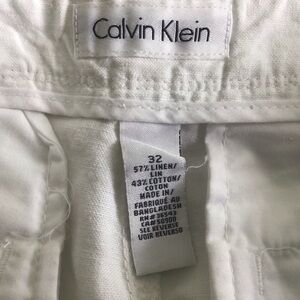 Calvin Klein
32
57% LINEN/
LIN
43% COTTON/
COTON
MADE IN/
FABRIQUÉ AU
BANGLADESH
RN# 36543
CA# 50900
SEE REVERSE
VOIR REVERSO